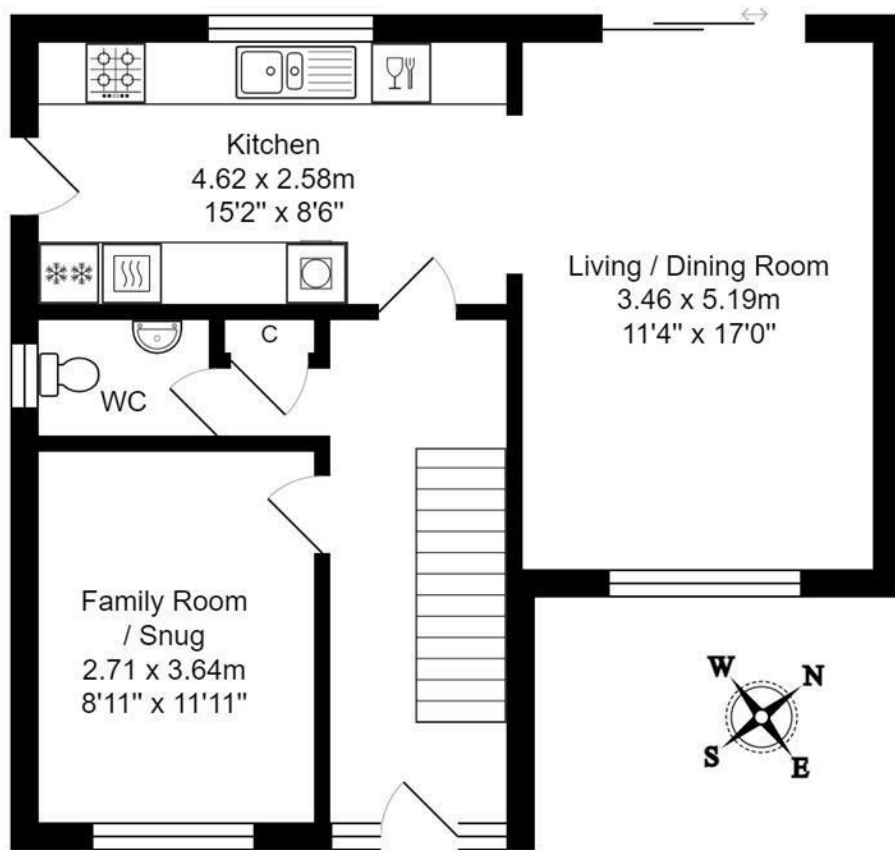 Kitchen
4.62 x 2.58m
15'2" x 8'6"
Living / Dining Room
3.46 x 5.19m
11'4" x 17'0"
C
WC
Family Room
/ Snug
2.71 x 3.64m
8'11" x 11'11"
W
N
S
E